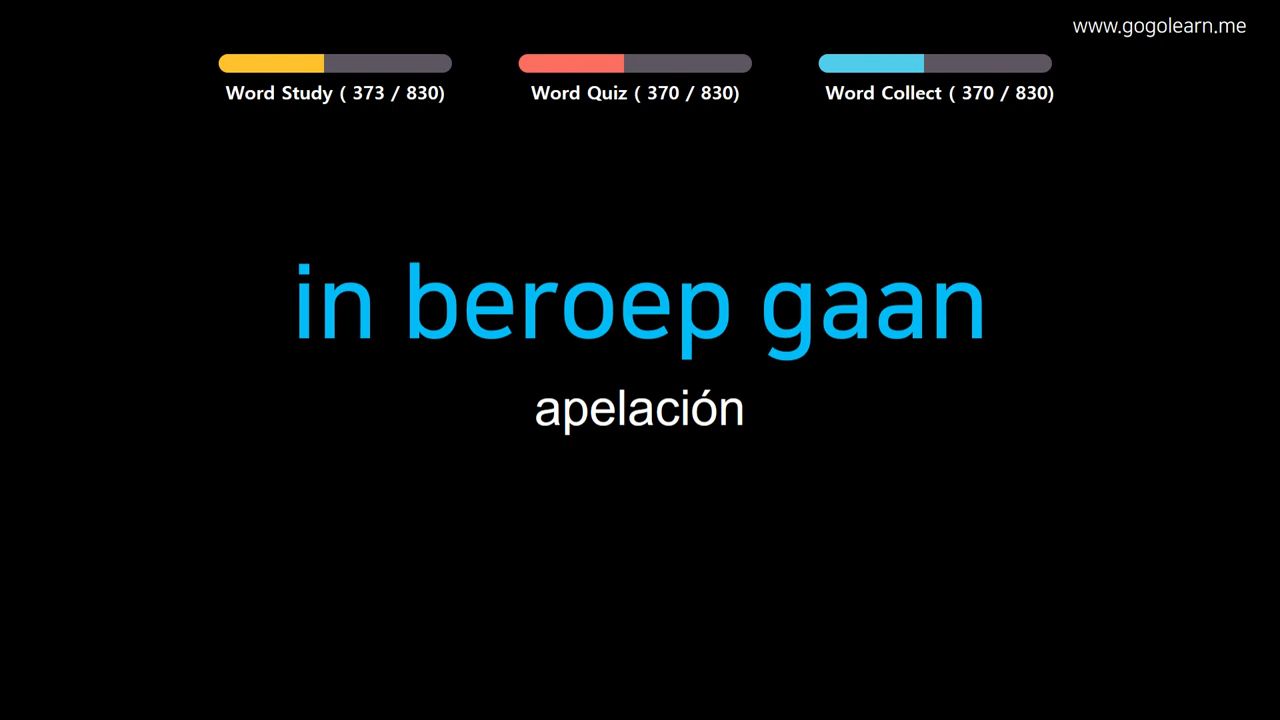 www.gogolearn.me
Word Study ( 373 / 830)
Word Quiz ( 370 / 830)
Word Collect ( 370 / 830)
in beroep gaan
apelación